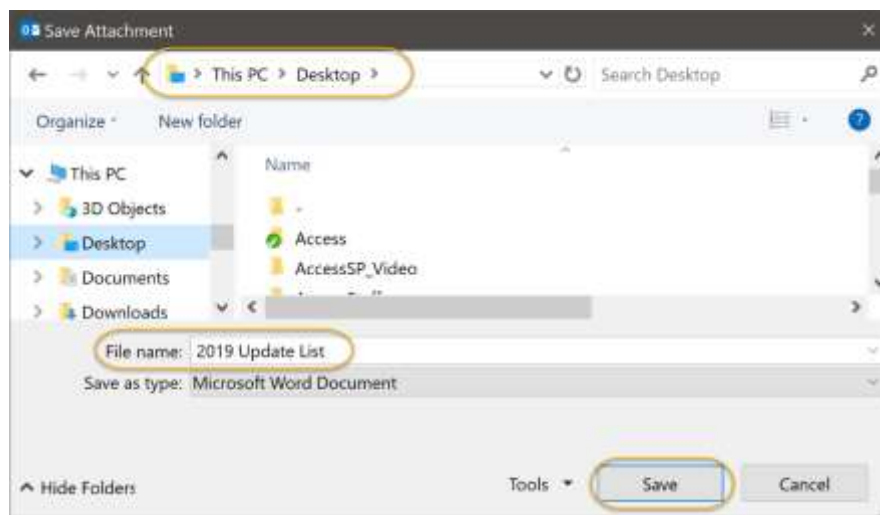 Save Attachment
This PC > Desktop >
Search Desktop
Organize
New folder
Name
This PC
3D Objects
Desktop
Documents
Downloads
-
Access
AccessSP_Video
File name: 2019 Update List
Save as type: Microsoft Word Document
Hide Folders
Tools
Save
Cancel